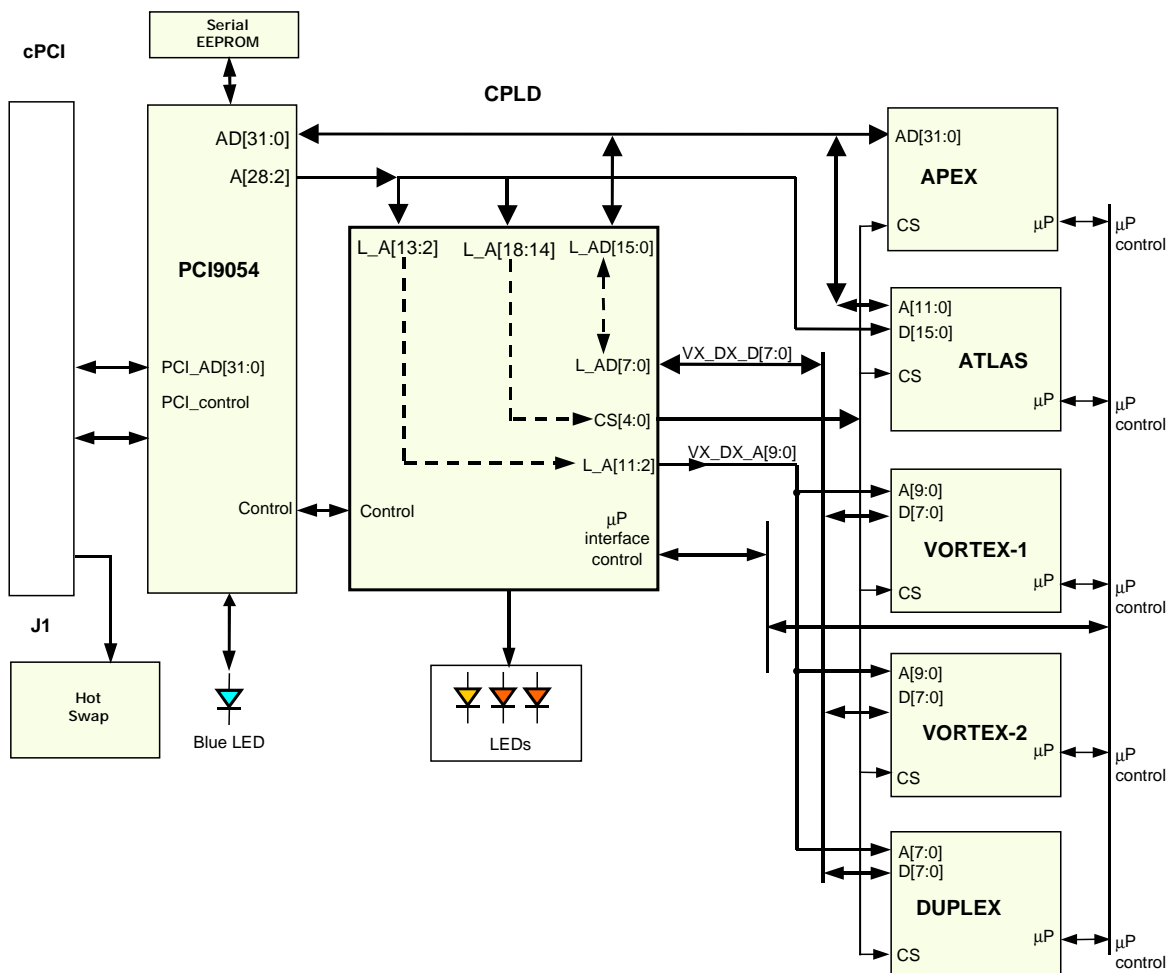 Serial
EEPROM
cPCI
CPLD
AD[31:0]
A[28:2]
PCI9054
PCI_AD[31:0]
PCI_control
Control
J1
Hot
Swap
Blue LED
L_A[13:2]
L_A[18:14]
L_AD[15:0]
L_AD[7:0]
CS[4:0]
L_A[11:2]
Control
μP
interface
control
LEDs
VX_DX_D[7:0]
VX_DX_A[9:0]
AD[31:0]
APEX
CS
μP
μP
control
A[11:0]
D[15:0]
ATLAS
CS
μP
μP
control
A[9:0]
D[7:0]
VORTEX-1
CS
μP
μP
control
A[9:0]
D[7:0]
VORTEX-2
CS
μP
μP
control
A[7:0]
D[7:0]
DUPLEX
CS
μP
μP
control